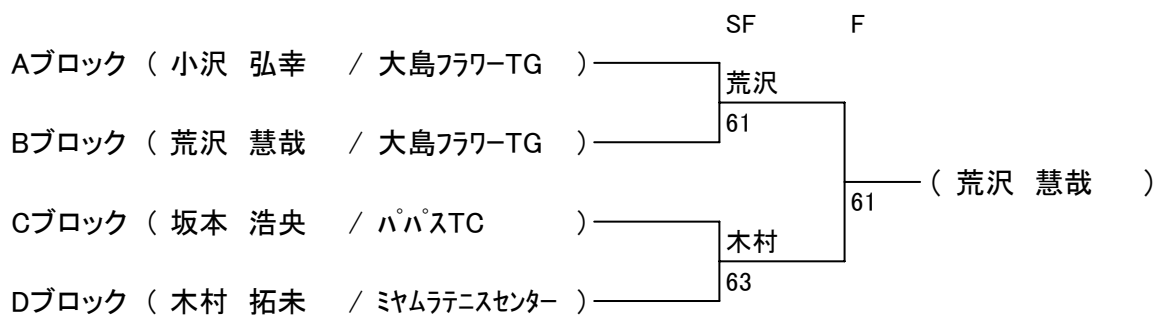 SF F
Aブロック ( 小沢 弘幸 / 大島ﾌﾗﾜｰTG )
荒沢
61
Bブロック ( 荒沢 慧哉 / 大島ﾌﾗﾜｰTG )
( 荒沢 慧哉 )
61
Cブロック ( 坂本 浩央 / ﾊﾟﾊﾟｽTC )
木村
63
Dブロック ( 木村 拓未 / ﾐﾔﾑﾗﾃﾆｽｾﾝﾀｰ )